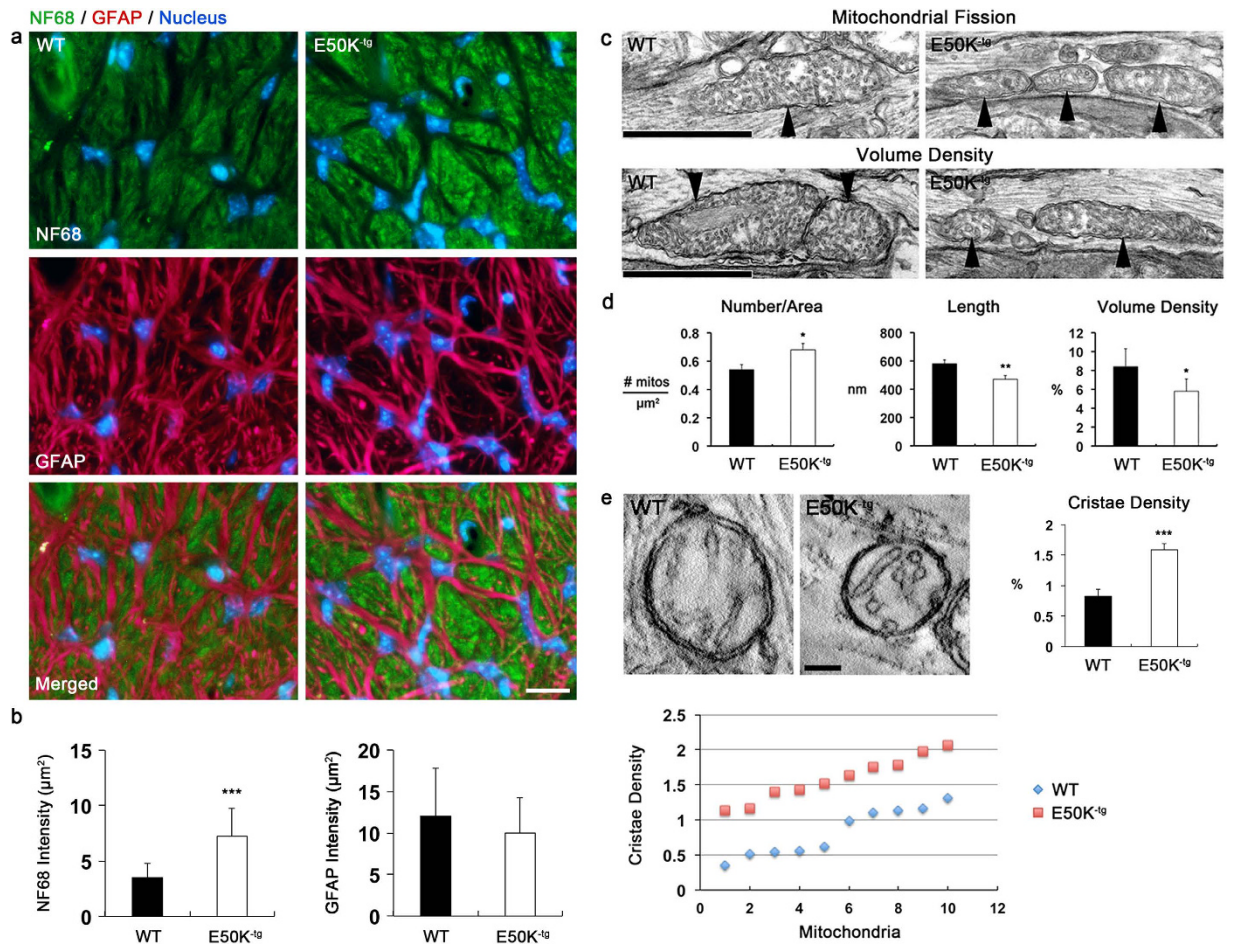 NF68 / GFAP / Nucleus
a
WT
E50K-tg
NF68
GFAP
Merged
b
NF68 Intensity (µm²)
15
10
5
0
***
WT
E50K-tg
GFAP Intensity (µm²)
20
15
10
5
0
WT
E50K-tg
c
Mitochondrial Fission
WT
E50K-tg
Volume Density
WT
E50K-tg
d
Number/Area
# mitos
µm²
0.8
0.6
0.4
0.2
0
*
WT
E50K-tg
Length
nm
800
600
400
200
0
**
WT
E50K-tg
Volume Density
%
12
10
8
6
4
2
0
*
WT
E50K-tg
e
WT
E50K-tg
Cristae Density
%
2
1.5
1
0.5
0
***
WT
E50K-tg
Cristae Density
2.5
2
1.5
1
0.5
0
0 2 4 6 8 10 12
Mitochondria
WT
E50K-tg